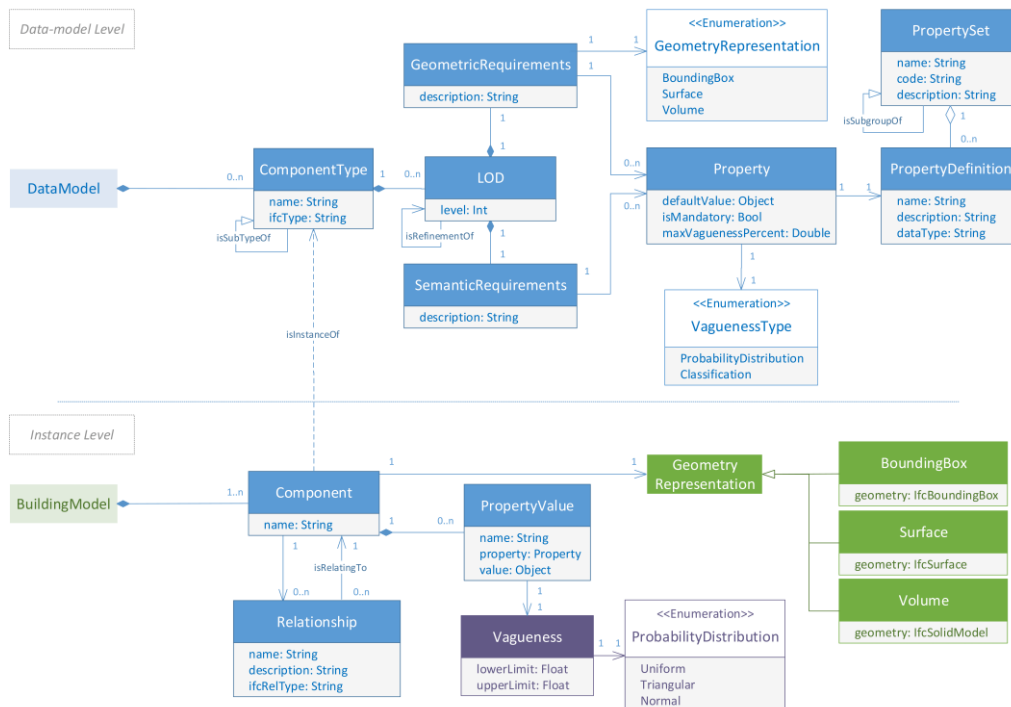 Data-model Level
<<Enumeration>>
GeometryRepresentation
BoundingBox
Surface
Volume
PropertySet
name: String
code: String
description: String
isSubgroupOf
1
0..n
GeometricRequirements
description: String
1
1
1
1
1
1
0..n
0..n
DataModel
0..n
ComponentType
name: String
ifcType: String
isSubTypeOf
1
0..n
LOD
level: Int
isRefinementOf
1
1
Property
defaultValue: Object
isMandatory: Bool
maxVaguenessPercent: Double
1
1
PropertyDefinition
name: String
description: String
dataType: String
SemanticRequirements
description: String
1
1
1
<<Enumeration>>
VaguenessType
ProbabilityDistribution
Classification
isInstanceOf
Instance Level
BuildingModel
1..n
Component
name: String
1
1
Geometry
Representation
BoundingBox
geometry: IfcBoundingBox
Surface
geometry: IfcSurface
Volume
geometry: IfcSolidModel
1
0..n
PropertyValue
name: String
property: Property
value: Object
1
1
isRelatingTo
0..n
0..n
Relationship
name: String
description: String
ifcRelType: String
1
1
Vagueness
lowerLimit: Float
upperLimit: Float
1
1
<<Enumeration>>
ProbabilityDistribution
Uniform
Triangular
Normal